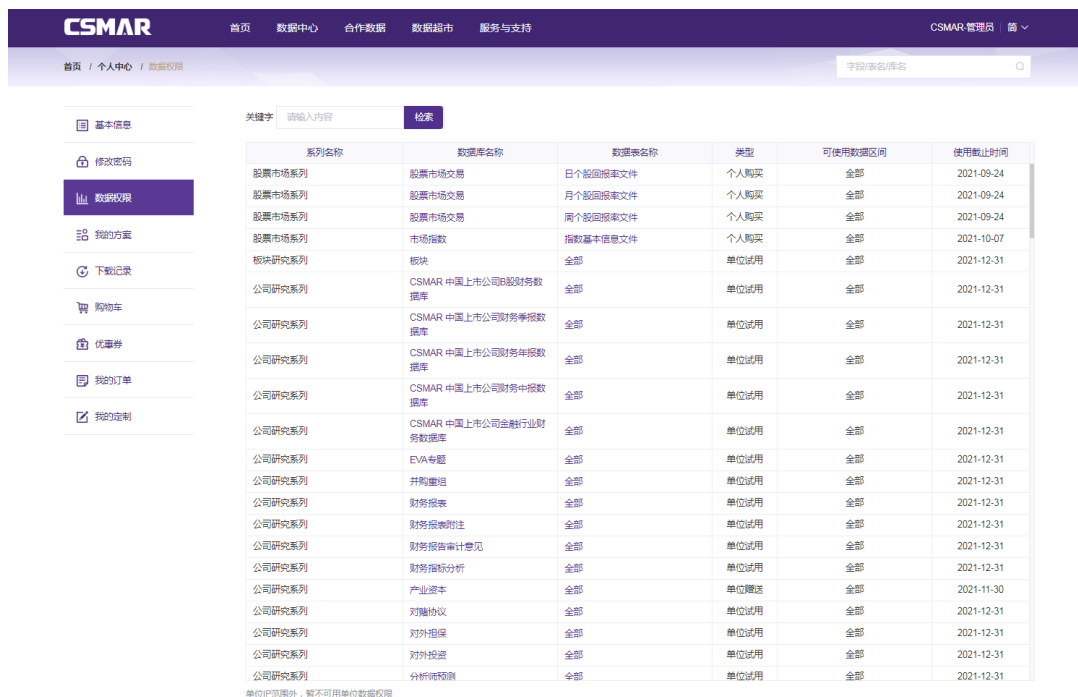 CSMAR 首页 数据中心 合作数据 数据超市 服务与支持 CSMAR-管理员 简
首页 / 个人中心 / 数据权限 字段/表名/库名
基本信息
修改密码
数据权限
我的方案
下载记录
购物车
优惠券
我的订单
我的定制
关键字 请输入内容 检索
系列名称 数据库名称 数据表名称 类型 可使用数据区间 使用截止时间
股票市场系列 股票市场交易 日个股回报率文件 个人购买 全部 2021-09-24
股票市场系列 股票市场交易 月个股回报率文件 个人购买 全部 2021-09-24
股票市场系列 股票市场交易 周个股回报率文件 个人购买 全部 2021-09-24
股票市场系列 市场指数 指数基本信息文件 个人购买 全部 2021-10-07
板块研究系列 板块 全部 单位试用 全部 2021-12-31
公司研究系列 CSMAR 中国上市公司B股财务数
据库 全部 单位试用 全部 2021-12-31
公司研究系列 CSMAR 中国上市公司财务季报数
据库 全部 单位试用 全部 2021-12-31
公司研究系列 CSMAR 中国上市公司财务年报数
据库 全部 单位试用 全部 2021-12-31
公司研究系列 CSMAR 中国上市公司财务中报数
据库 全部 单位试用 全部 2021-12-31
公司研究系列 CSMAR 中国上市公司金融行业财
务数据库 全部 单位试用 全部 2021-12-31
公司研究系列 EVA专题 全部 单位试用 全部 2021-12-31
公司研究系列 并购重组 全部 单位试用 全部 2021-12-31
公司研究系列 财务报表 全部 单位试用 全部 2021-12-31
公司研究系列 财务报表附注 全部 单位试用 全部 2021-12-31
公司研究系列 财务报告审计意见 全部 单位试用 全部 2021-12-31
公司研究系列 财务指标分析 全部 单位试用 全部 2021-12-31
公司研究系列 产业资本 全部 单位赠送 全部 2021-11-30
公司研究系列 对赌协议 全部 单位试用 全部 2021-12-31
公司研究系列 对外担保 全部 单位试用 全部 2021-12-31
公司研究系列 对外投资 全部 单位试用 全部 2021-12-31
公司研究系列 分析师预测 全部 单位试用 全部 2021-12-31
单位IP范围外，暂不可用单位数据权限